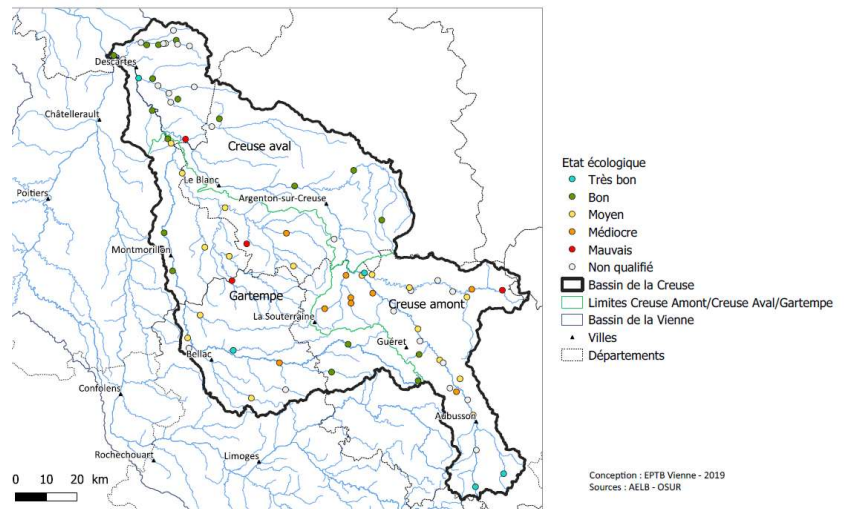 Descartes
Châtellerault
Creuse aval
Le Blanc
Poitiers
Argenton-sur-Creuse
Montmorillon
Gartempe
Creuse amont
La Souterraine
Guéret
Bellac
Confolens
Aubusson
Rochechouart
Limoges
0 10 20 km
Etat écologique
Très bon
Bon
Moyen
Médiocre
Mauvais
Non qualifié
Bassin de la Creuse
Limites Creuse Amont/Creuse Aval/Gartempe
Bassin de la Vienne
Villes
Départements
Conception : EPTB Vienne - 2019
Sources : AELB - OSUR